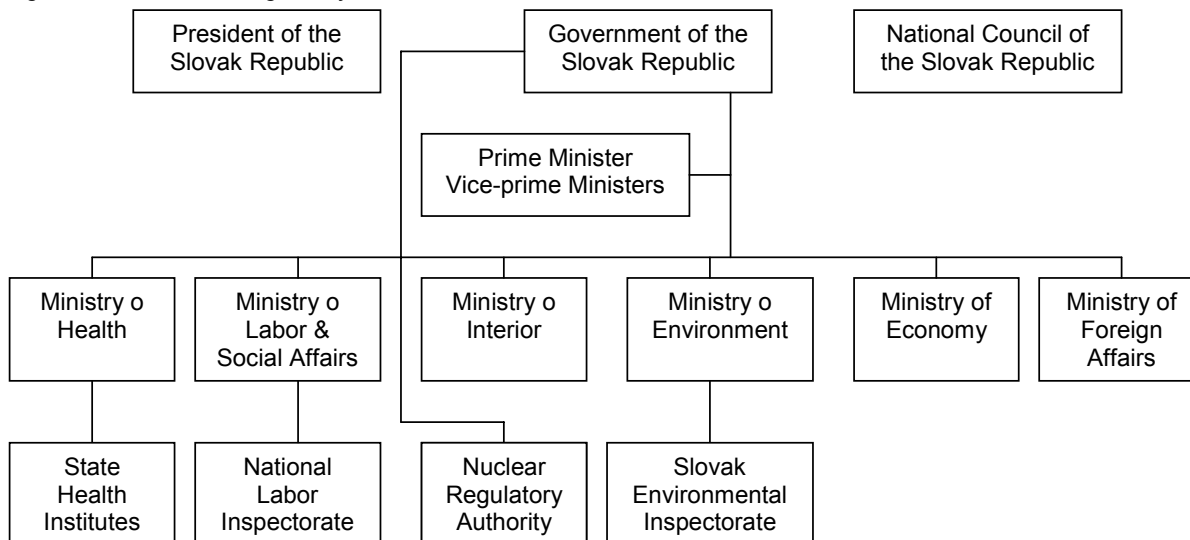 President of the
Slovak Republic
Government of the
Slovak Republic
National Council of
the Slovak Republic
Prime Minister
Vice-prime Ministers
Ministry o
Health
Ministry o
Labor &
Social Affairs
Ministry o
Interior
Ministry o
Environment
Ministry of
Economy
Ministry of
Foreign
Affairs
State
Health
Institutes
National
Labor
Inspectorate
Nuclear
Regulatory
Authority
Slovak
Environmental
Inspectorate